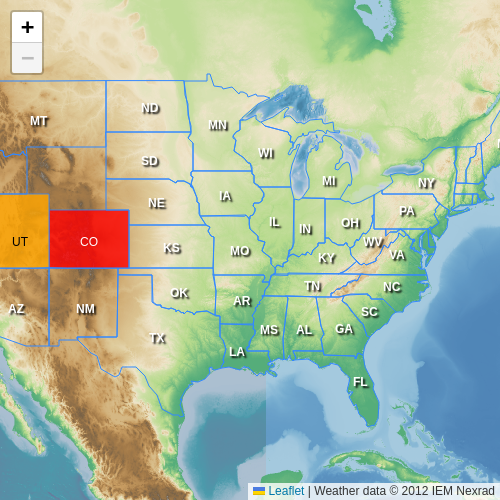 +
−
MT
ND
MN
SD
WI
MI
NY
NE
IA
PA
IL
IN
OH
UT
CO
KS
MO
WV
VA
KY
OK
TN
NC
AZ
NM
AR
SC
TX
MS
AL
GA
LA
FL
Leaflet | Weather data © 2012 IEM Nexrad